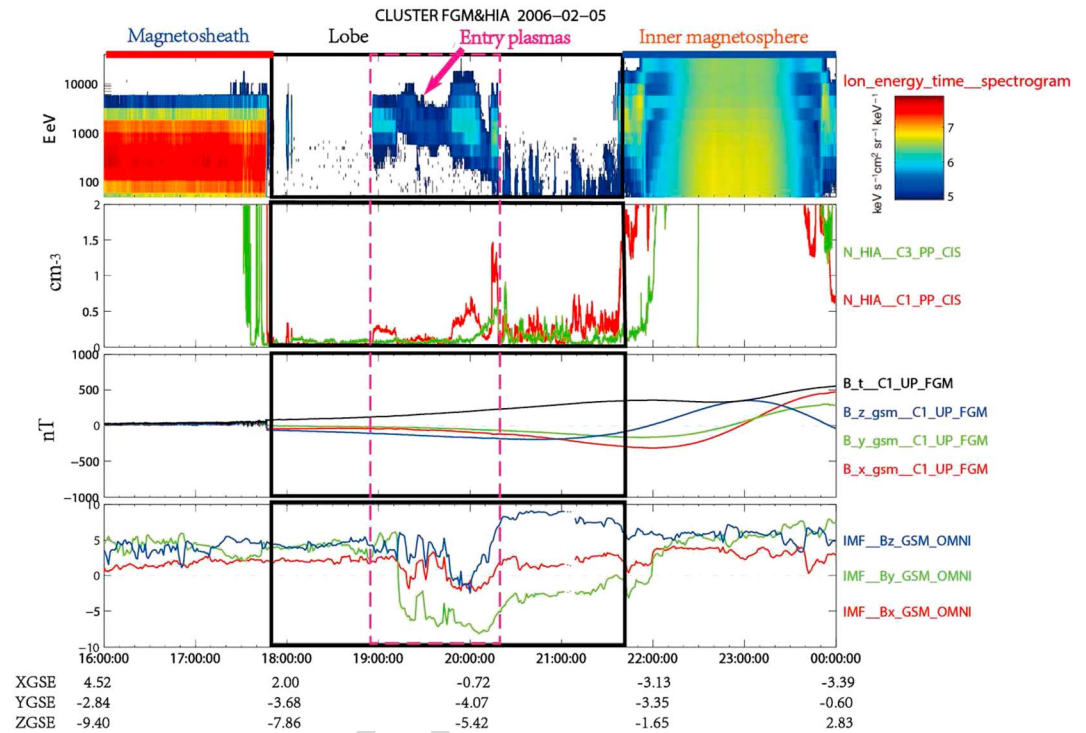 CLUSTER FGM&HIA 2006-02-05
Magnetosheath Lobe Entry plasmas Inner magnetosphere
Ion_energy_time__spectrogram
10000
1000
100
E eV
keV s⁻¹cm² sr⁻¹ keV⁻¹
7
6
5
2
1.5
1
0.5
0
cm-3
N_HIA__C3_PP_CIS
N_HIA__C1_PP_CIS
1000
500
0
-500
-1000
nT
B_t__C1_UP_FGM
B_z_gsm__C1_UP_FGM
B_y_gsm__C1_UP_FGM
B_x_gsm__C1_UP_FGM
10
5
0
-5
-10
IMF__Bz_GSM_OMNI
IMF__By_GSM_OMNI
IMF__Bx_GSM_OMNI
16:00:00 17:00:00 18:00:00 19:00:00 20:00:00 21:00:00 22:00:00 23:00:00 00:00:00
XGSE 4.52 2.00 -0.72 -3.13 -3.39
YGSE -2.84 -3.68 -4.07 -3.35 -0.60
ZGSE -9.40 -7.86 -5.42 -1.65 2.83